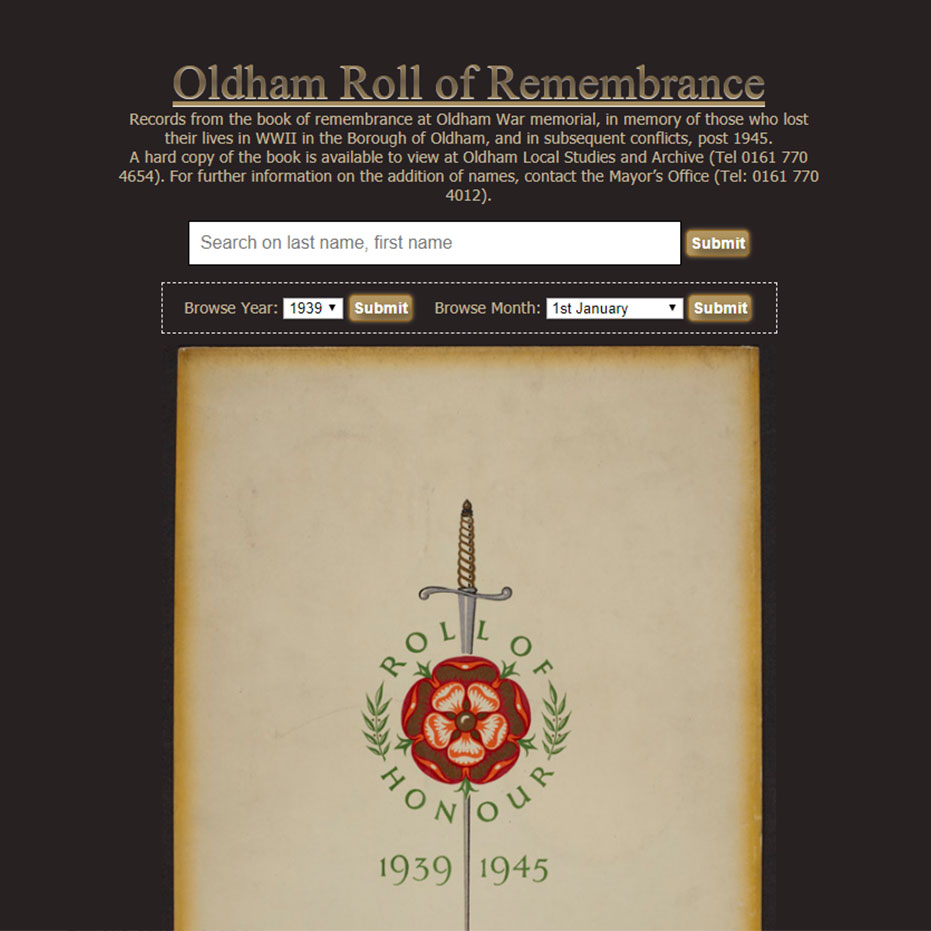 Oldham Roll of Remembrance
Records from the book of remembrance at Oldham War memorial, in memory of those who lost
their lives in WWII in the Borough of Oldham, and in subsequent conflicts, post 1945.
A hard copy of the book is available to view at Oldham Local Studies and Archive (Tel 0161 770
4654). For further information on the addition of names, contact the Mayor’s Office (Tel: 0161 770
4012).
Search on last name, first name
Submit
Browse Year: 1939 Submit Browse Month: 1st January Submit
ROLL OF
HONOUR
1939 1945